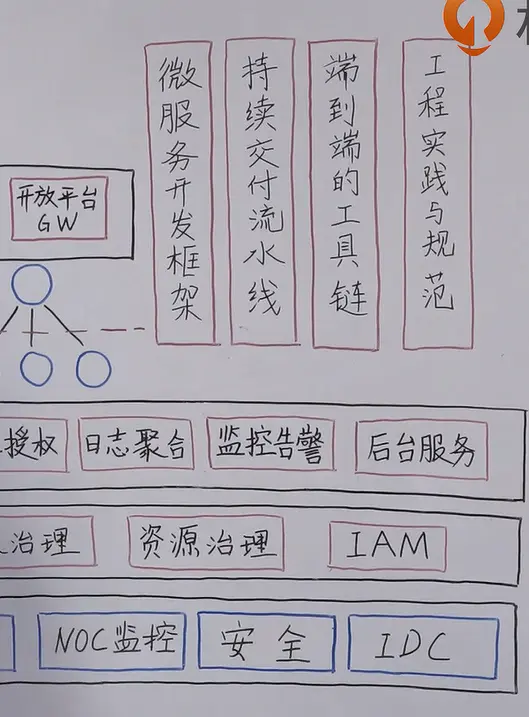 微服务开发框架
持续交付流水线
端到端的工具链
工程实践与规范
开放平台
GW
授权
日志聚合
监控告警
后台服务
治理
资源治理
IAM
NOC监控
安全
IDC